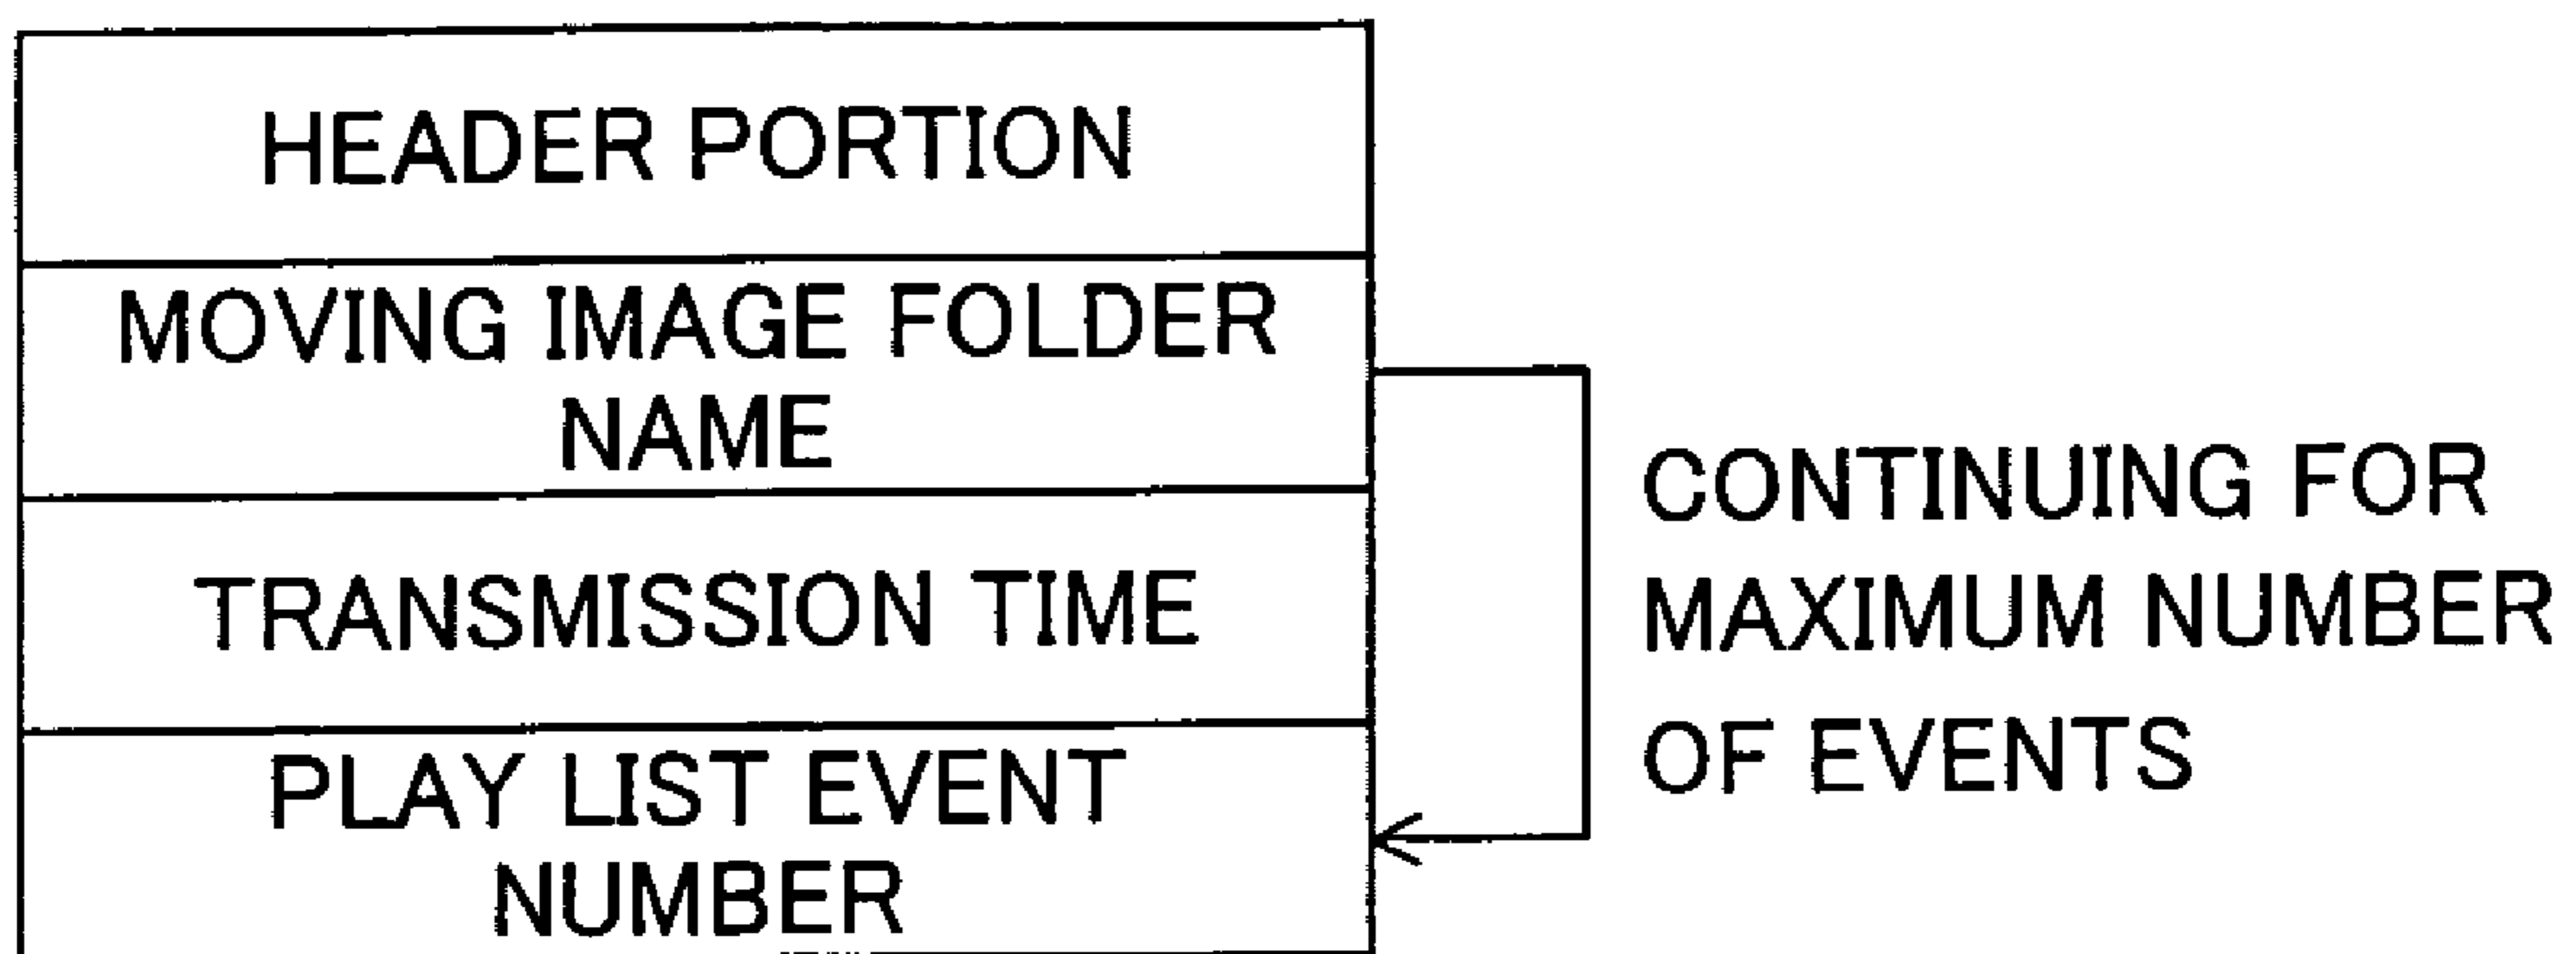 HEADER PORTION
MOVING IMAGE FOLDER
NAME
TRANSMISSION TIME
PLAY LIST EVENT
NUMBER
CONTINUING FOR
MAXIMUM NUMBER
OF EVENTS